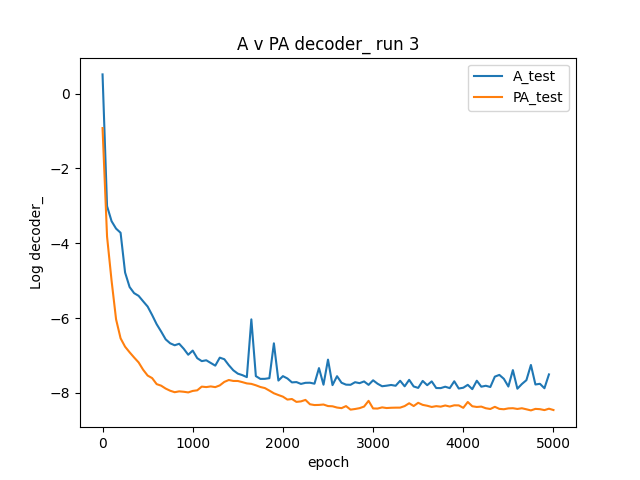 A v PA decoder_ run 3
A_test
PA_test
Log decoder_
0
−2
−4
−6
−8
0 1000 2000 3000 4000 5000
epoch